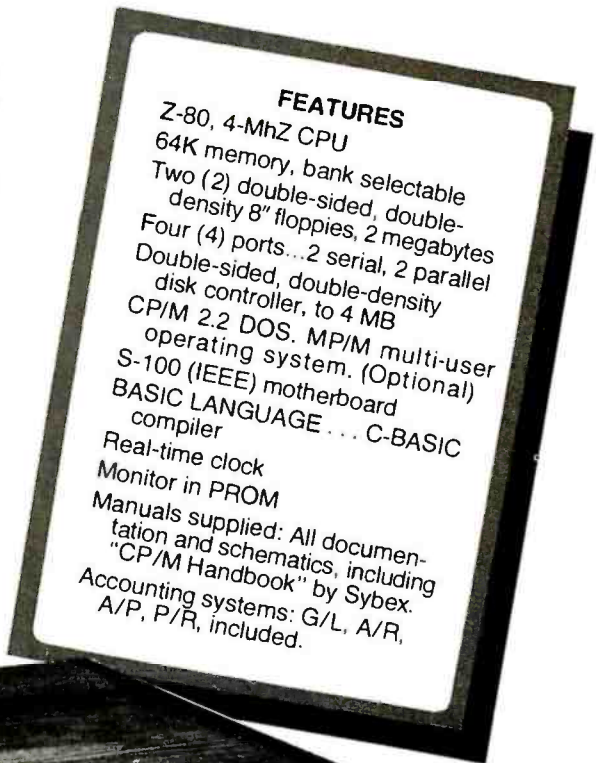 FEATURES
Z-80, 4-MhZ CPU
64K memory, bank selectable
Two (2) double-sided, double-
density 8" floppies, 2 megabytes
Four (4) ports...2 serial, 2 parallel
Double-sided, double-density
disk controller, to 4 MB
CP/M 2.2 DOS. MP/M multi-user
operating system. (Optional)
S-100 (IEEE) motherboard
BASIC LANGUAGE . . . C-BASIC
compiler
Real-time clock
Monitor in PROM
Manuals supplied: All documen-
tation and schematics, including
"CP/M Handbook" by Sybex.
Accounting systems: G/L, A/R,
A/P, P/R, included.